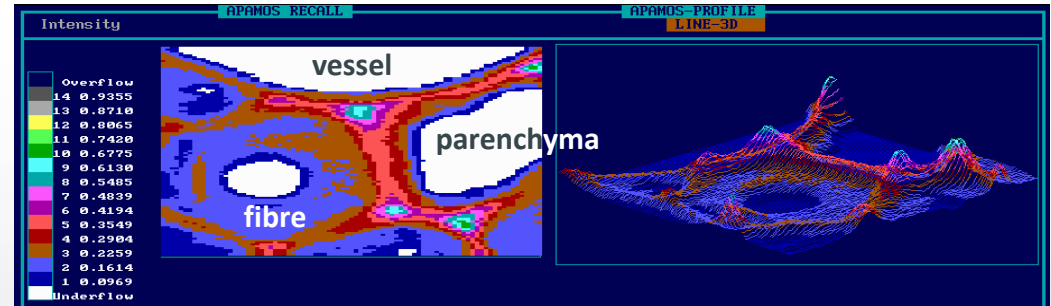 APAMOS RECALL
APAMOS-PROFILE
Intensity
LINE-3D
Overflow
14 0.9355
13 0.8710
12 0.8065
11 0.7420
10 0.6775
9 0.6130
8 0.5485
7 0.4839
6 0.4194
5 0.3549
4 0.2904
3 0.2259
2 0.1614
1 0.0969
Underflow
vessel
parenchyma
fibre